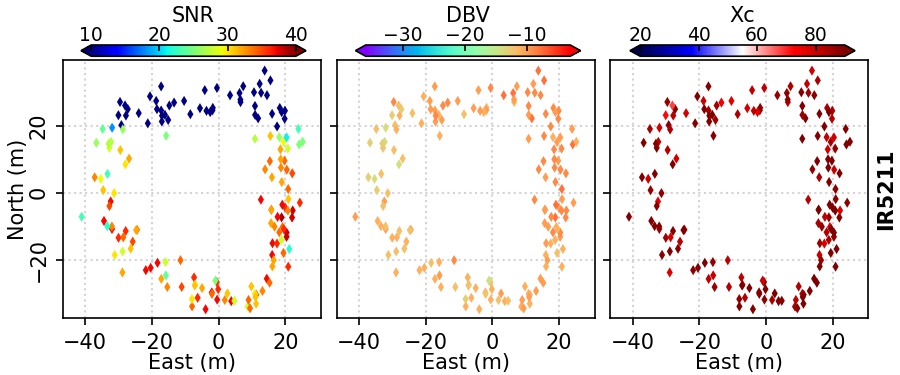 SNR DBV Xc
10 20 30 40 −30 −20 −10 20 40 60 80
20
0
−20
North (m)
IR5211
−40 −20 0 20 −40 −20 0 20 −40 −20 0 20
East (m) East (m) East (m)